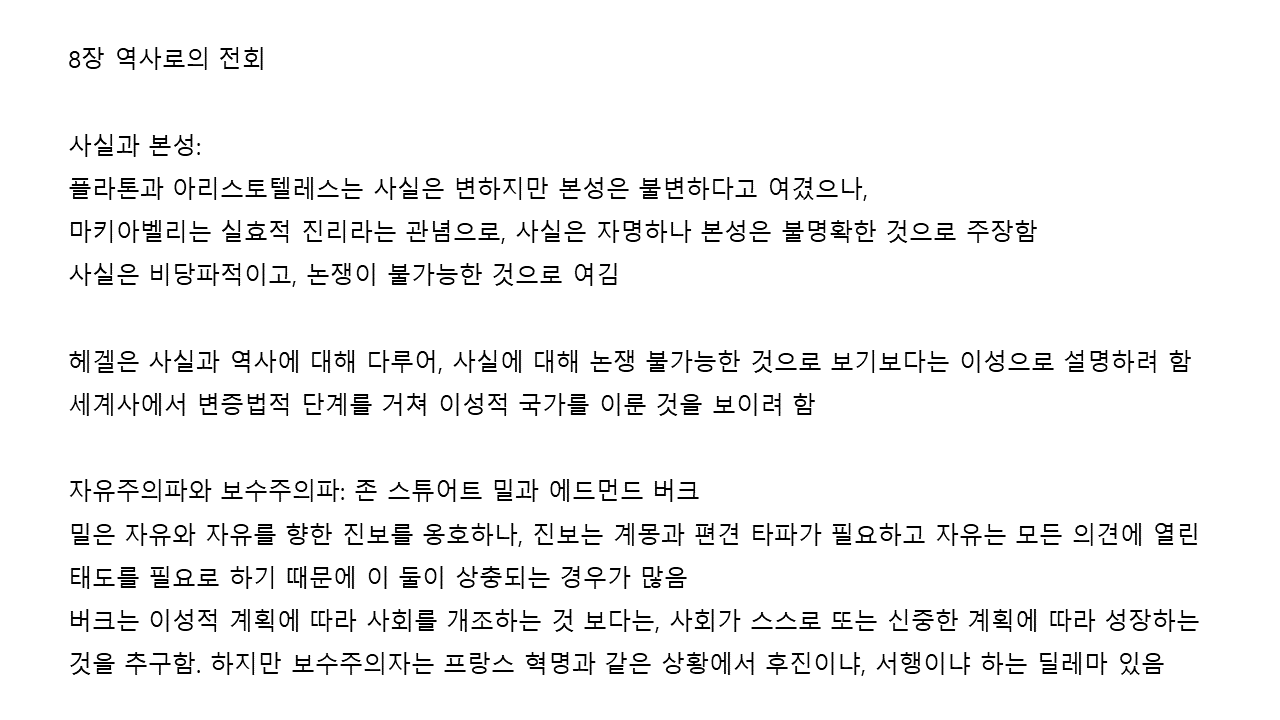 8장 역사로의 전회
사실과 본성:
플라톤과 아리스토텔레스는 사실은 변하지만 본성은 불변하다고 여겼으나,
마키아벨리는 실효적 진리라는 관념으로, 사실은 자명하나 본성은 불명확한 것으로 주장함
사실은 비당파적이고, 논쟁이 불가능한 것으로 여김
헤겔은 사실과 역사에 대해 다루어, 사실에 대해 논쟁 불가능한 것으로 보기보다는 이성으로 설명하려 함
세계사에서 변증법적 단계를 거쳐 이성적 국가를 이룬 것을 보이려 함
자유주의파와 보수주의파: 존 스튜어트 밀과 에드먼드 버크
밀은 자유와 자유를 향한 진보를 옹호하나, 진보는 계몽과 편견 타파가 필요하고 자유는 모든 의견에 열린
태도를 필요로 하기 때문에 이 둘이 상충되는 경우가 많음
버크는 이성적 계획에 따라 사회를 개조하는 것 보다는, 사회가 스스로 또는 신중한 계획에 따라 성장하는
것을 추구함. 하지만 보수주의자는 프랑스 혁명과 같은 상황에서 후진이냐, 서행이냐 하는 딜레마 있음